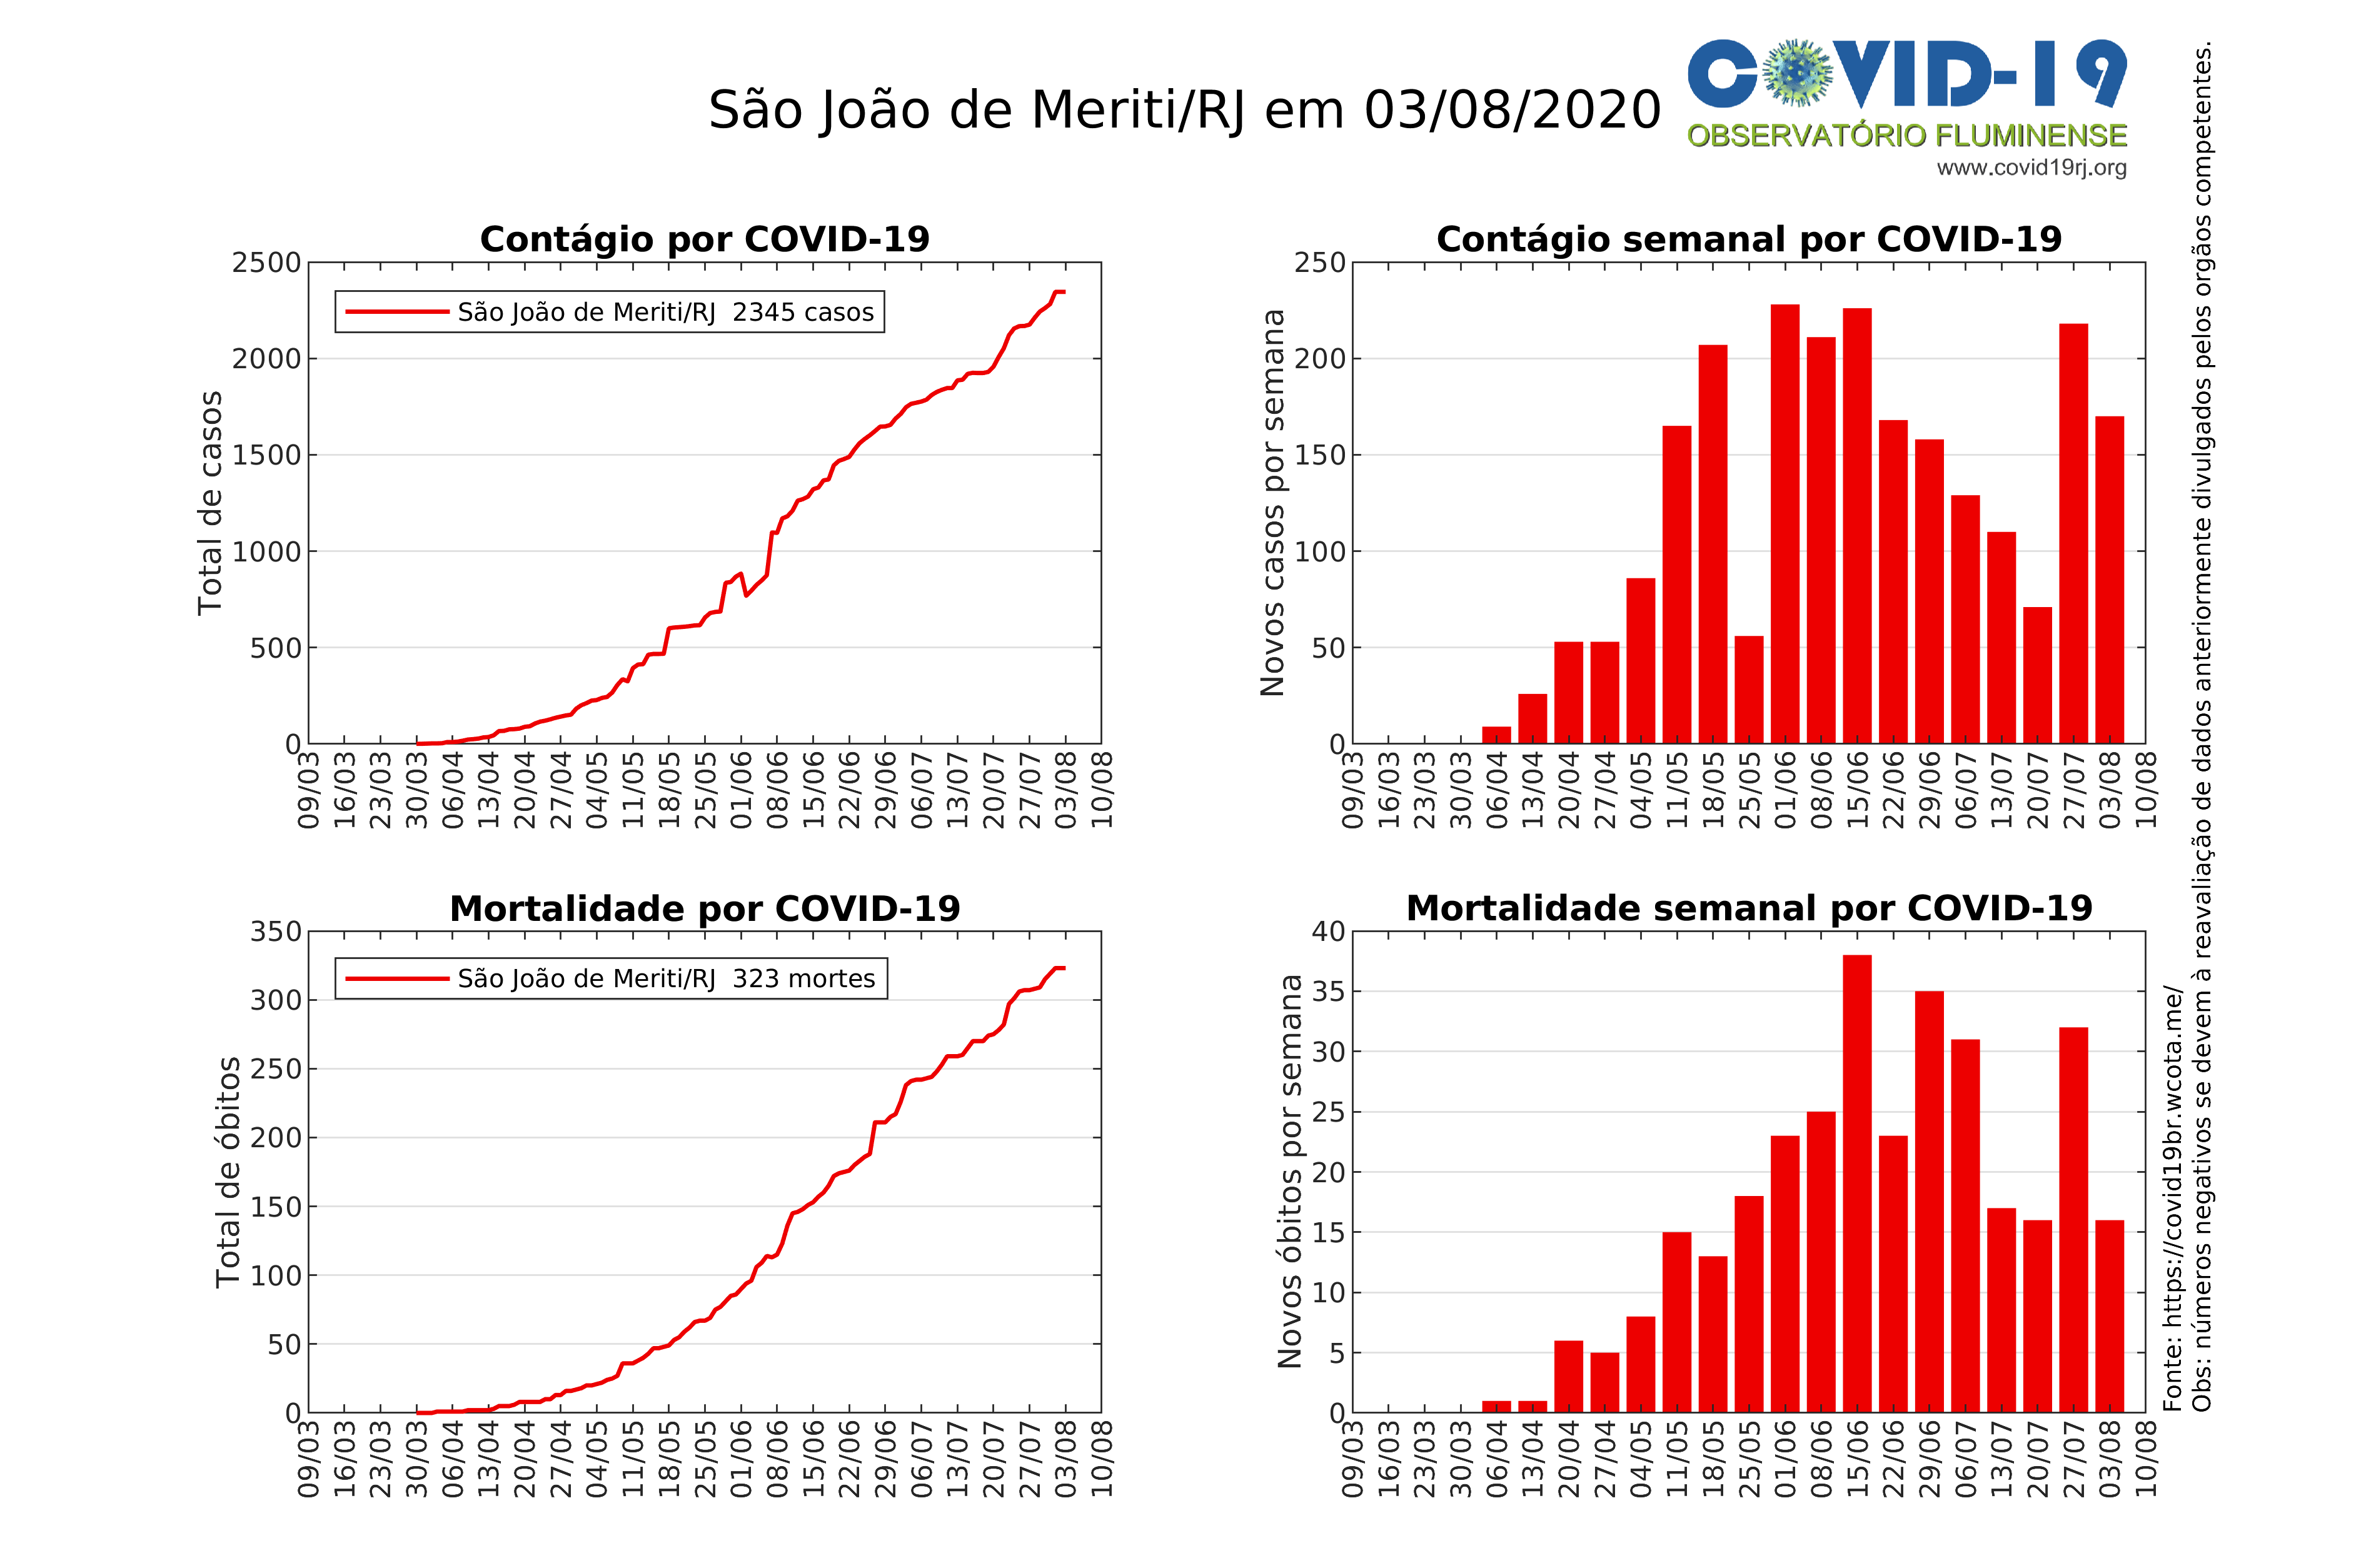 São João de Meriti/RJ em 03/08/2020
COVID-19
OBSERVATÓRIO FLUMINENSE
www.covid19rj.org
Contágio por COVID-19
Total de casos
2500
2000
1500
1000
500
0
São João de Meriti/RJ 2345 casos
09/03 16/03 23/03 30/03 06/04 13/04 20/04 27/04 04/05 11/05 18/05 25/05 01/06 08/06 15/06 22/06 29/06 06/07 13/07 20/07 27/07 03/08 10/08
Contágio semanal por COVID-19
Novos casos por semana
250
200
150
100
50
0
09/03 16/03 23/03 30/03 06/04 13/04 20/04 27/04 04/05 11/05 18/05 25/05 01/06 08/06 15/06 22/06 29/06 06/07 13/07 20/07 27/07 03/08 10/08
Mortalidade por COVID-19
Total de óbitos
350
300
250
200
150
100
50
0
São João de Meriti/RJ 323 mortes
09/03 16/03 23/03 30/03 06/04 13/04 20/04 27/04 04/05 11/05 18/05 25/05 01/06 08/06 15/06 22/06 29/06 06/07 13/07 20/07 27/07 03/08 10/08
Mortalidade semanal por COVID-19
Novos óbitos por semana
40
35
30
25
20
15
10
5
0
09/03 16/03 23/03 30/03 06/04 13/04 20/04 27/04 04/05 11/05 18/05 25/05 01/06 08/06 15/06 22/06 29/06 06/07 13/07 20/07 27/07 03/08 10/08
Fonte: https://covid19br.wcota.me/
Obs: números negativos se devem à reavaliação de dados anteriormente divulgados pelos orgãos competentes.